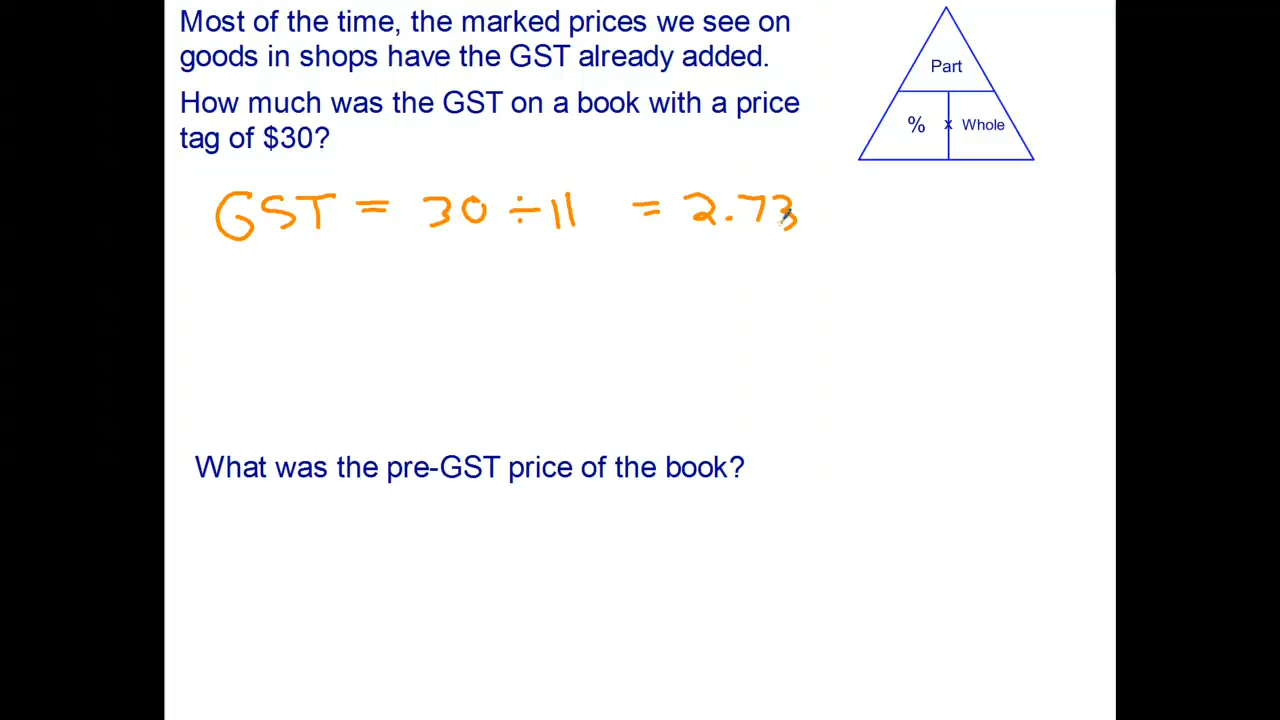 Most of the time, the marked prices we see on
goods in shops have the GST already added.
How much was the GST on a book with a price
tag of $30?
Part
% x Whole
GST = 30 ÷ 11 = 2.73
What was the pre-GST price of the book?